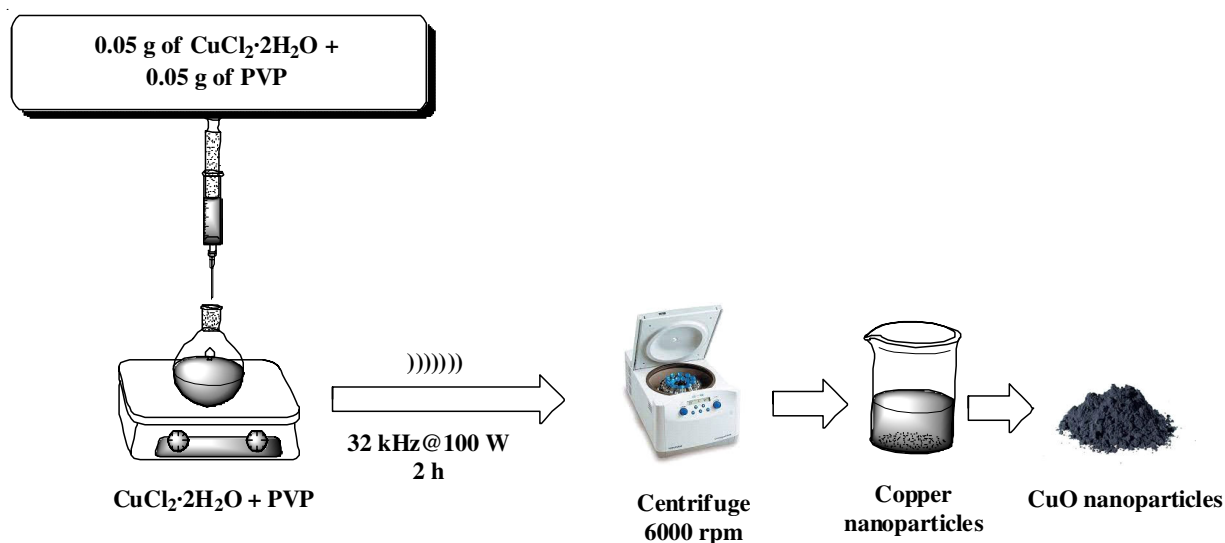 0.05 g of CuCl₂·2H₂O +
0.05 g of PVP
)))))))
32 kHz@100 W
2 h
CuCl₂·2H₂O + PVP
Centrifuge
6000 rpm
Copper
nanoparticles
CuO nanoparticles